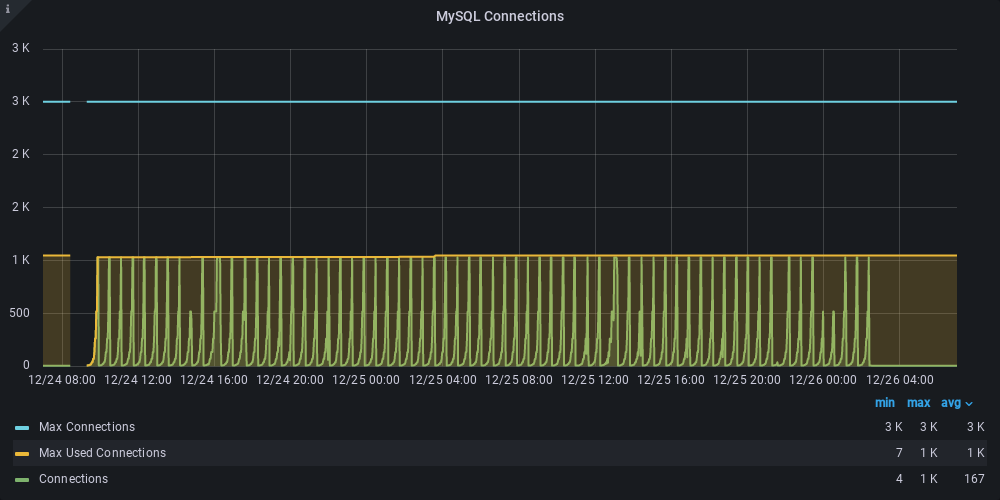 i
MySQL Connections
3 K
3 K
2 K
2 K
1 K
500
0
12/24 08:00 12/24 12:00 12/24 16:00 12/24 20:00 12/25 00:00 12/25 04:00 12/25 08:00 12/25 12:00 12/25 16:00 12/25 20:00 12/26 00:00 12/26 04:00
min max avg
Max Connections 3 K 3 K 3 K
Max Used Connections 7 1 K 1 K
Connections 4 1 K 167